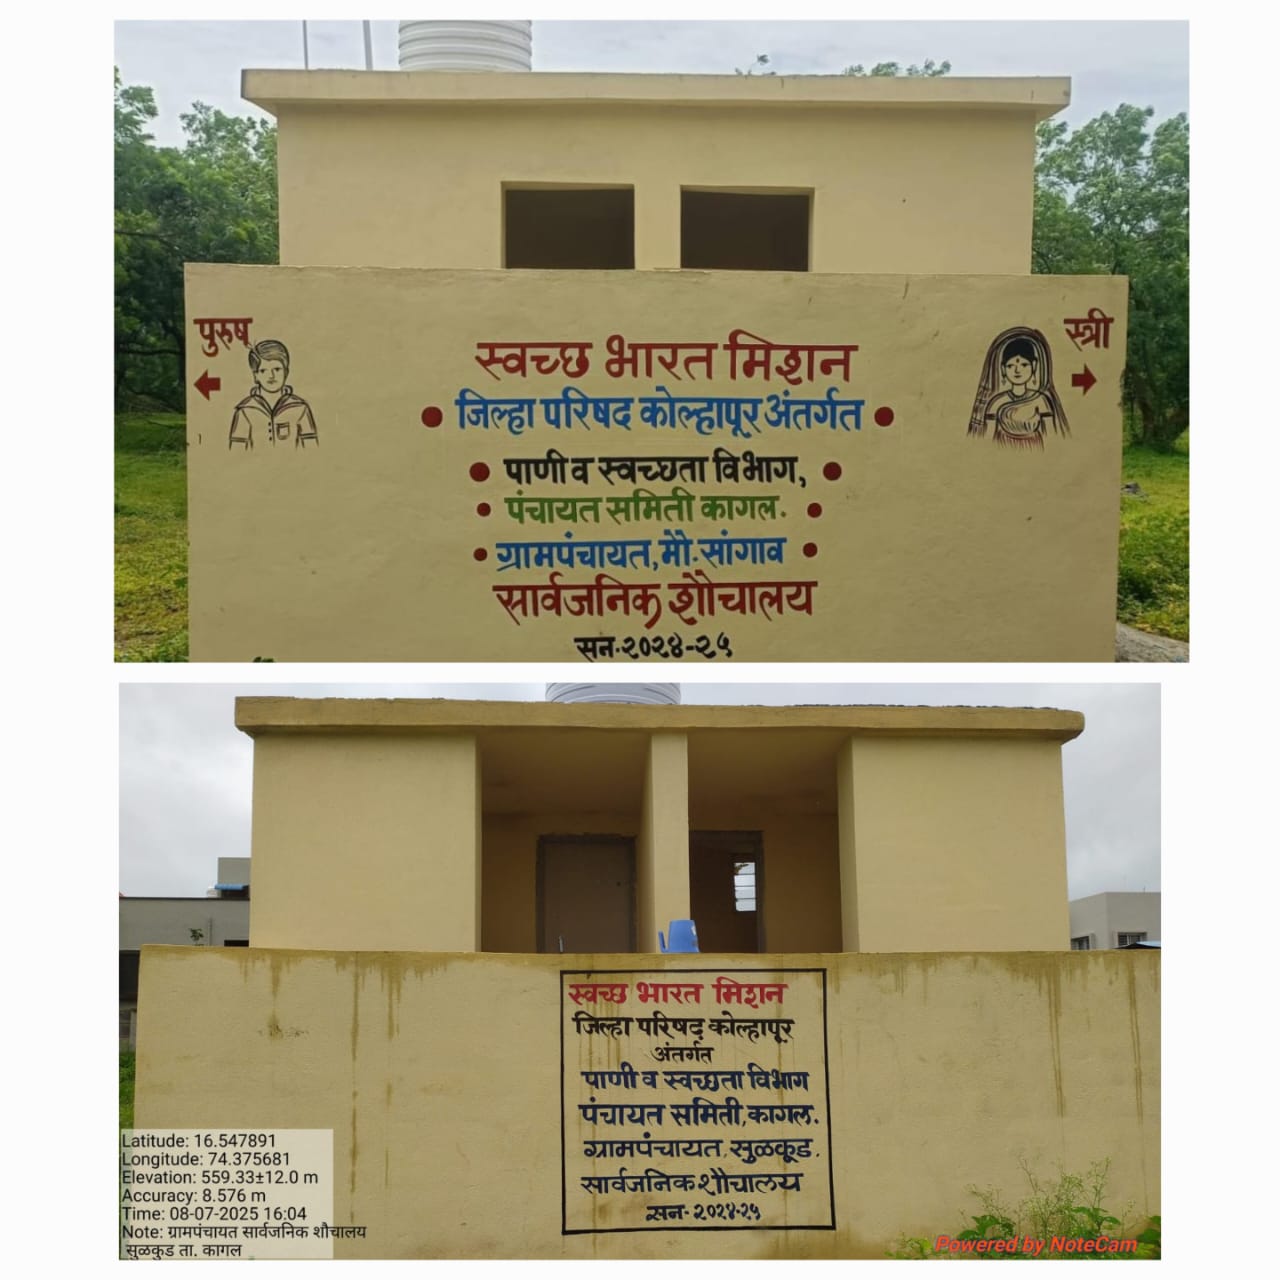 पुरुष
स्त्री
स्वच्छ भारत मिशन
जिल्हा परिषद कोल्हापूर अंतर्गत
पाणी व स्वच्छता विभाग,
पंचायत समिती कागल.
ग्रामपंचायत, मौ. सांगाव
सार्वजनिक शौचालय
सन. २०२४-२५
स्वच्छ भारत मिशन
जिल्हा परिषद कोल्हापूर
अंतर्गत
पाणी व स्वच्छता विभाग
पंचायत समिती, कागल.
ग्रामपंचायत, सुळकूड.
सार्वजनिक शौचालय
सन- २०२४-२५
Latitude: 16.547891
Longitude: 74.375681
Elevation: 559.33±12.0 m
Accuracy: 8.576 m
Time: 08-07-2025 16:04
Note: ग्रामपंचायत सार्वजनिक शौचालय
सुळकुड ता. कागल
Powered by NoteCam